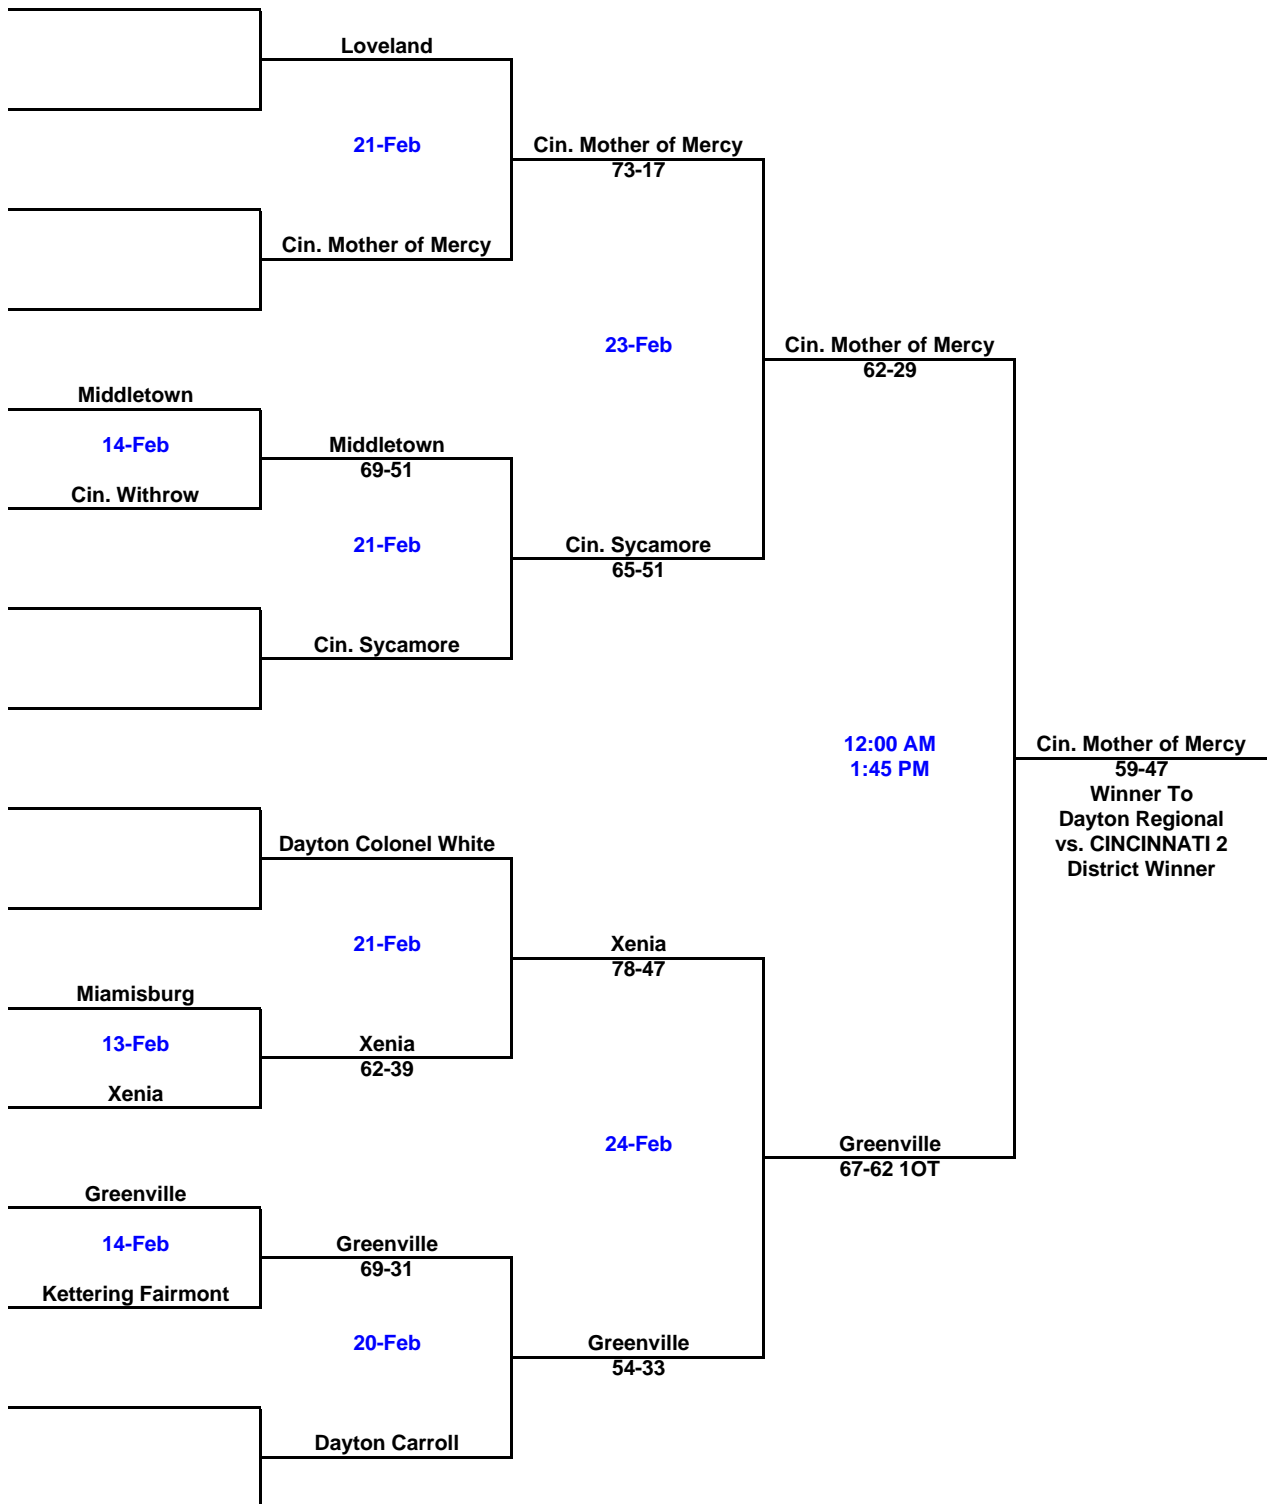 Loveland
21-Feb
Cin. Mother of Mercy
73-17
Cin. Mother of Mercy
23-Feb
Cin. Mother of Mercy
62-29
Middletown
14-Feb
Middletown
69-51
Cin. Withrow
21-Feb
Cin. Sycamore
65-51
Cin. Sycamore
12:00 AM
1:45 PM
Cin. Mother of Mercy
59-47
Winner To
Dayton Regional
vs. CINCINNATI 2
District Winner
Dayton Colonel White
21-Feb
Xenia
78-47
Miamisburg
13-Feb
Xenia
62-39
Xenia
24-Feb
Greenville
67-62 1OT
Greenville
14-Feb
Greenville
69-31
Kettering Fairmont
20-Feb
Greenville
54-33
Dayton Carroll